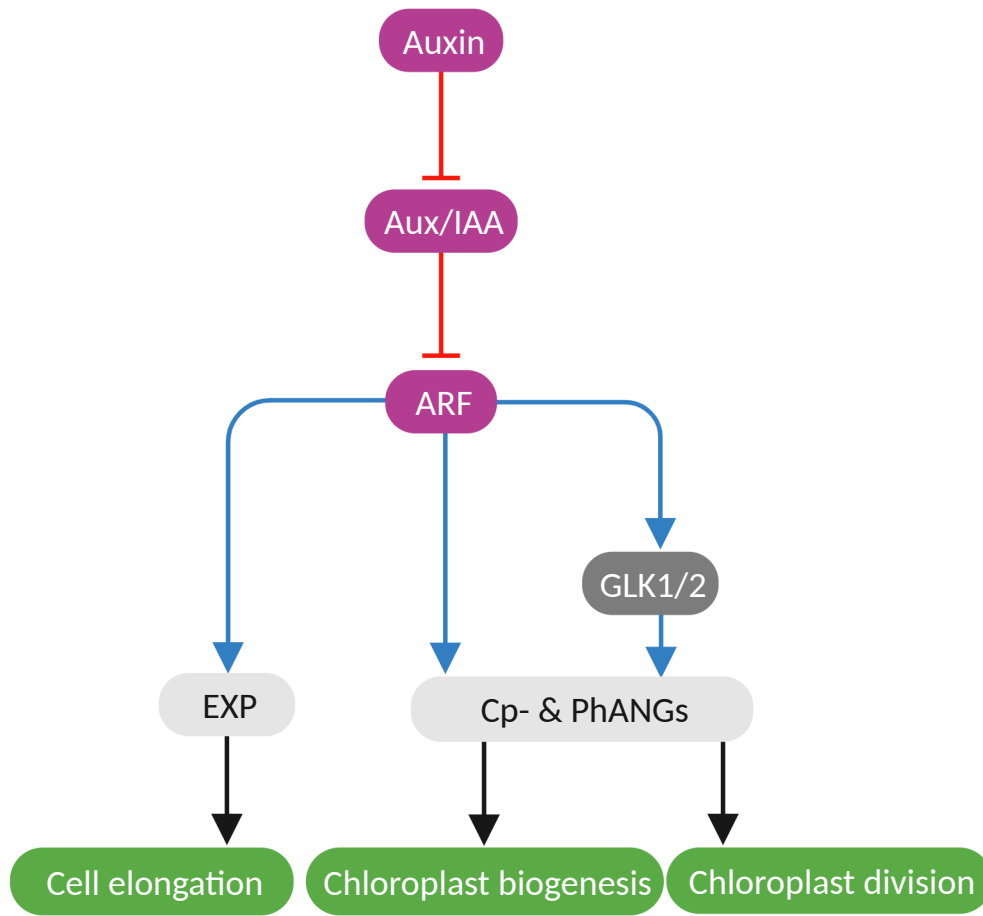 Auxin
Aux/IAA
ARF
GLK1/2
EXP
Cp- & PhANGs
Cell elongation
Chloroplast biogenesis
Chloroplast division